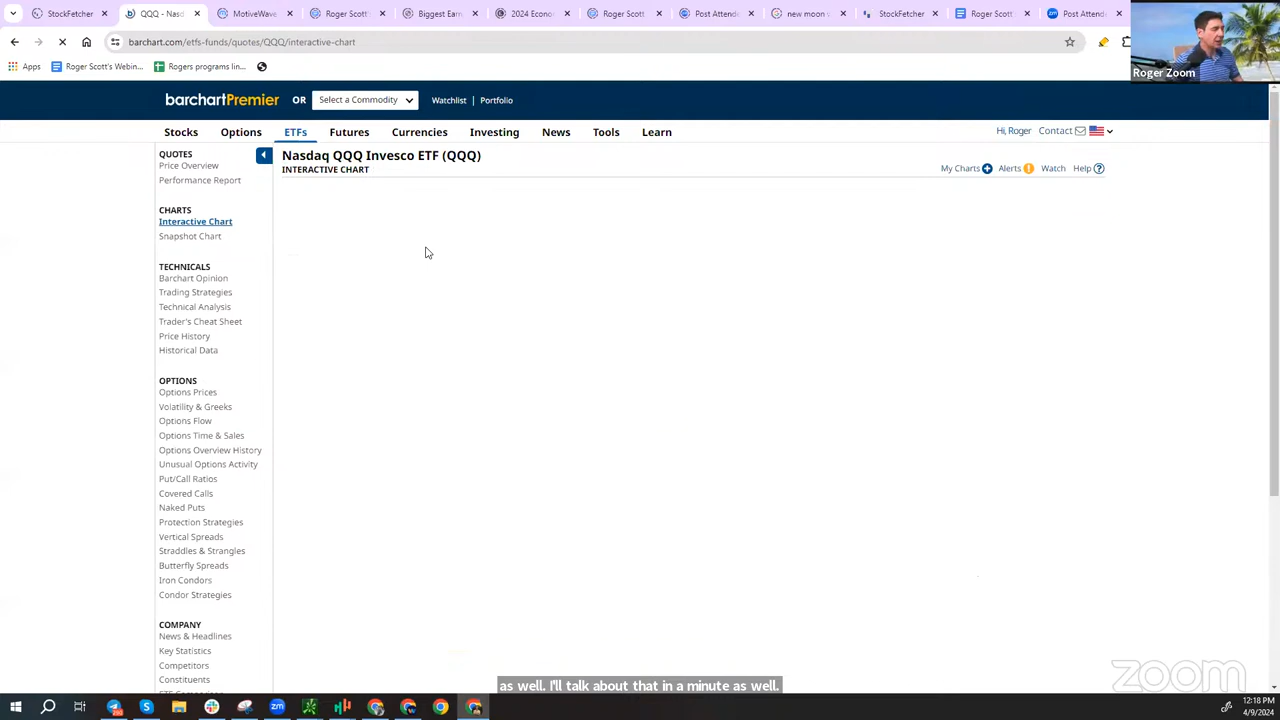 StockFetcher
QQQ - Nasd
MotiveWave
Roger Scott
Biggest Earn
2024 Econo
Roger Scott
Post Attende
new moon s
StockFetcher
Roger Scott
Post Attende
barchart.com/etfs-funds/quotes/QQQ/interactive-chart
Apps
Roger Scott's Webin...
Rogers programs lin...
Roger Zoom
barchartPremier
OR
Select a Commodity
Watchlist | Portfolio
Stocks
Options
ETFs
Futures
Currencies
Investing
News
Tools
Learn
Hi, Roger
Contact
QUOTES
Price Overview
Performance Report
CHARTS
Interactive Chart
Snapshot Chart
TECHNICALS
Barchart Opinion
Trading Strategies
Technical Analysis
Trader's Cheat Sheet
Price History
Historical Data
OPTIONS
Options Prices
Volatility & Greeks
Options Flow
Options Time & Sales
Options Overview History
Unusual Options Activity
Put/Call Ratios
Covered Calls
Naked Puts
Protection Strategies
Vertical Spreads
Straddles & Strangles
Butterfly Spreads
Iron Condors
Condor Strategies
COMPANY
News & Headlines
Key Statistics
Competitors
Constituents
Nasdaq QQQ Invesco ETF (QQQ)
INTERACTIVE CHART
My Charts
Alerts
Watch
Help
as well. I'll talk about that in a minute as well.
zoom
12:18 PM
4/9/2024